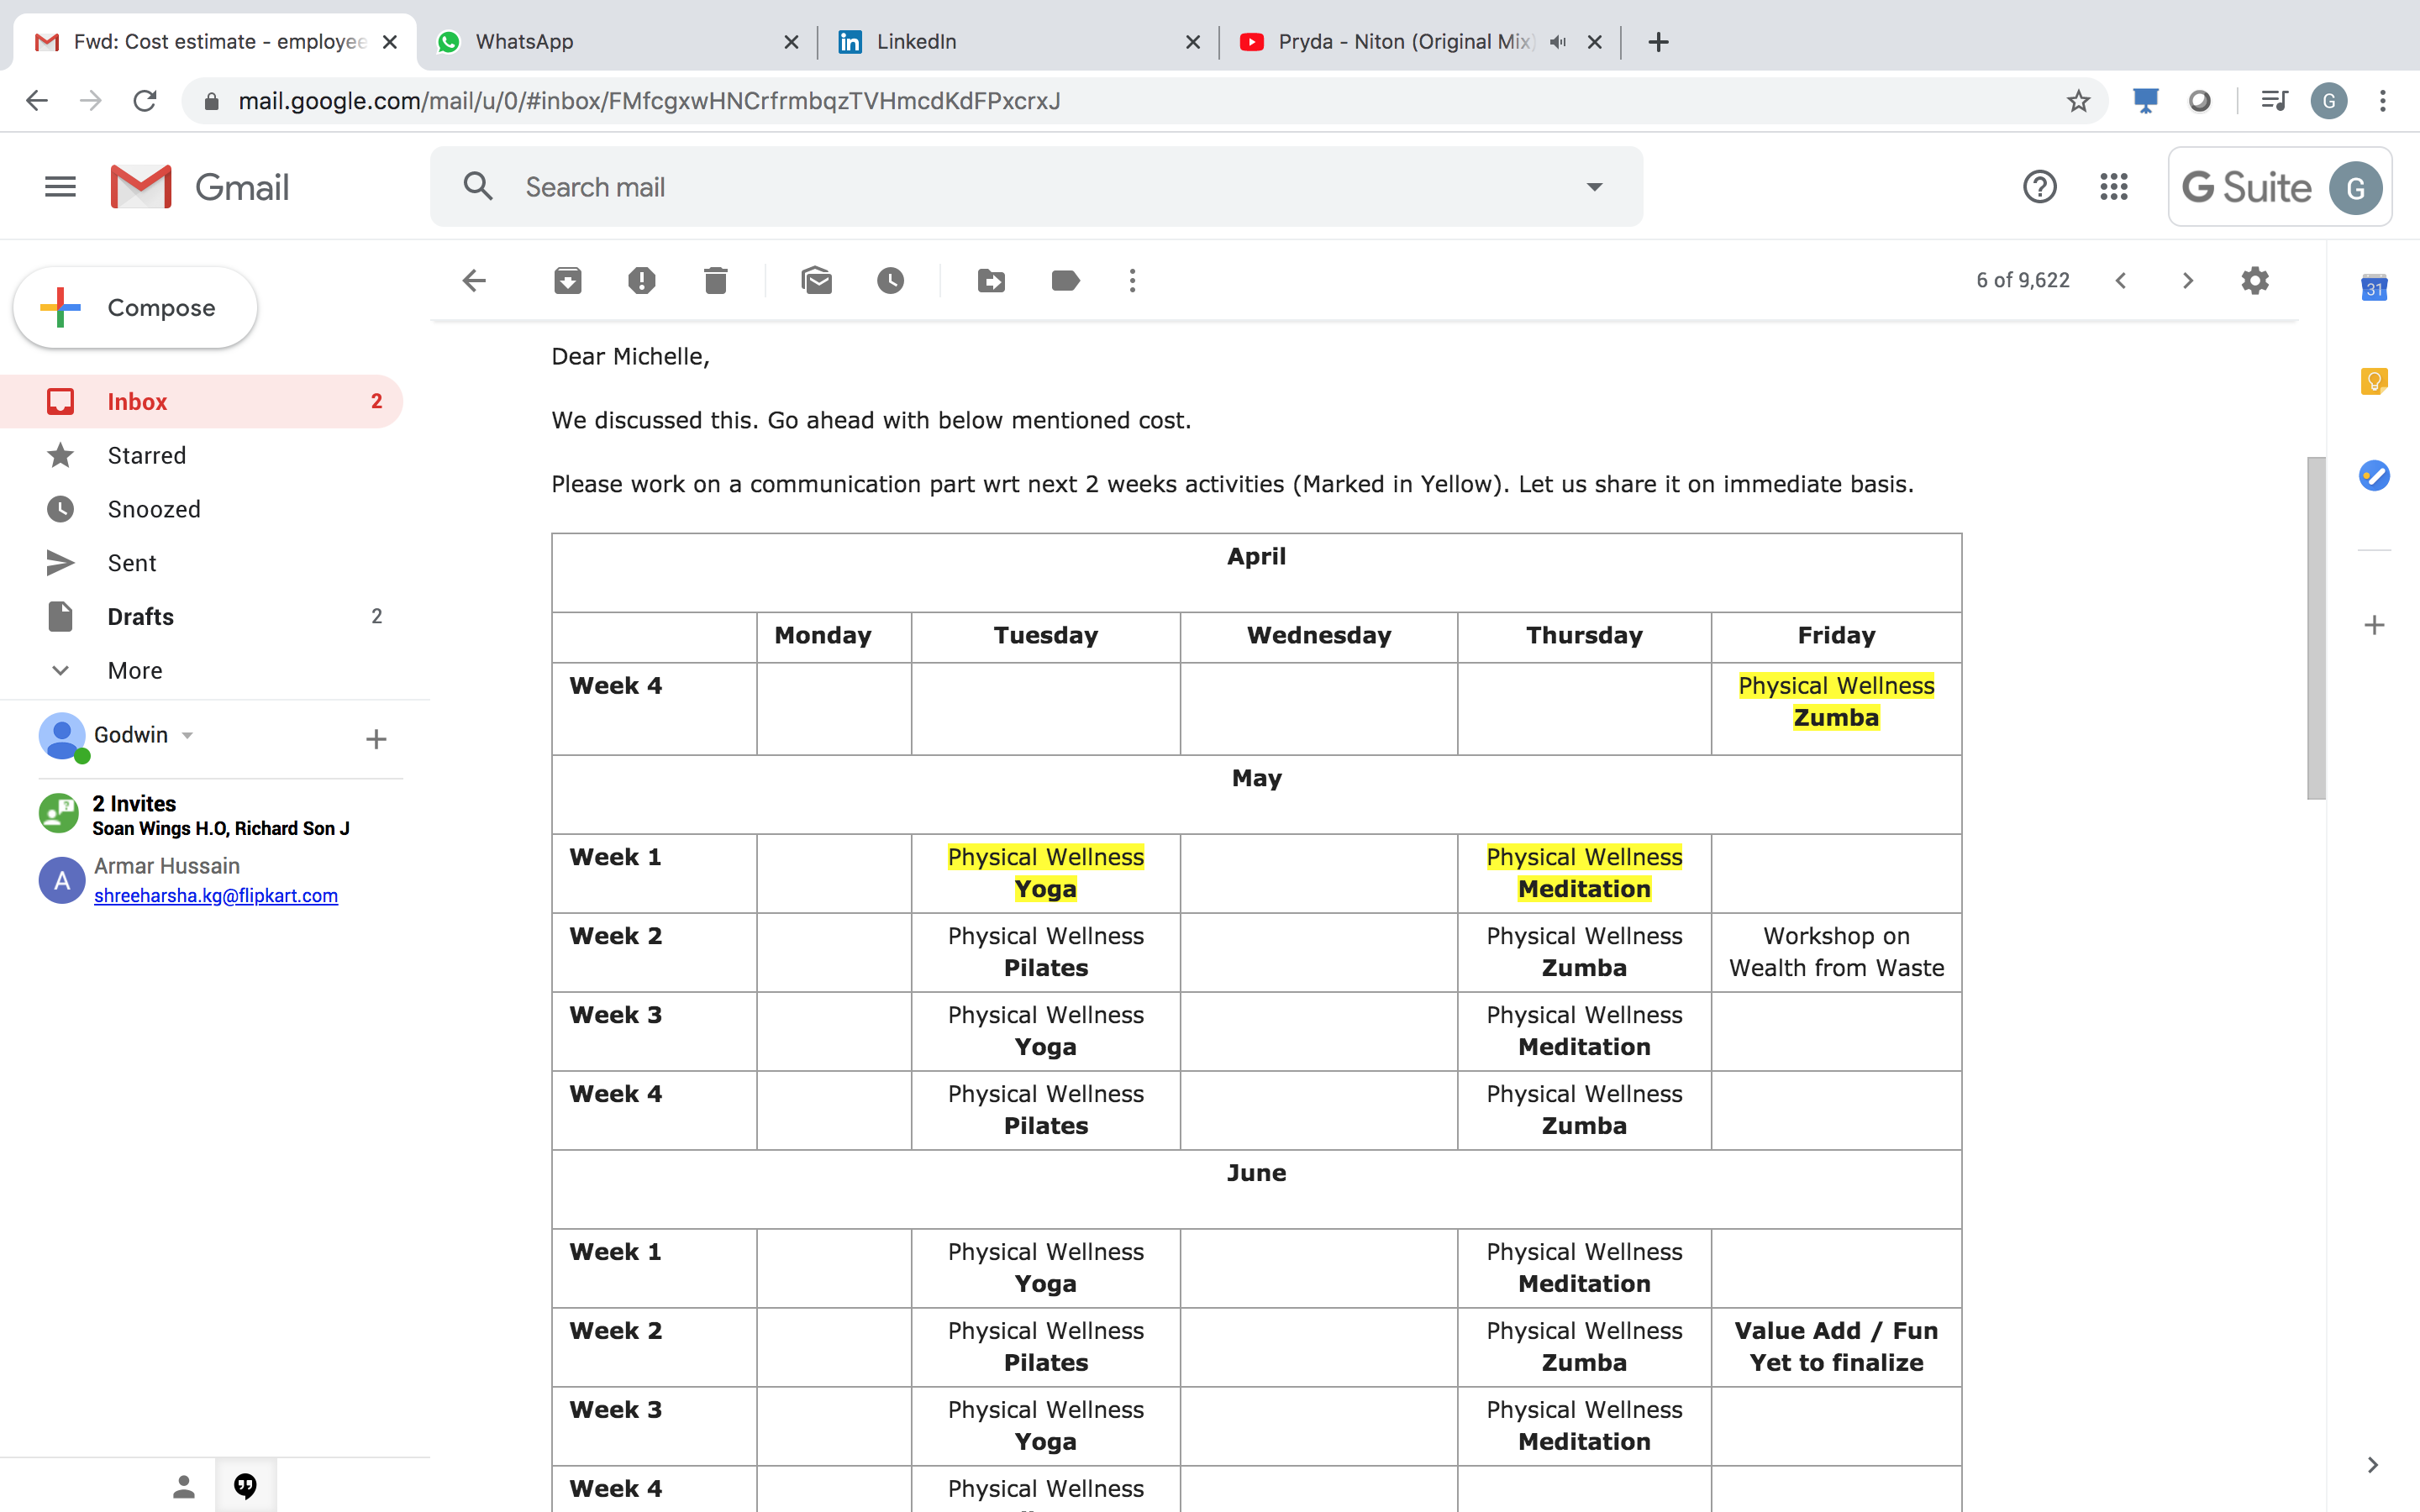 Fwd: Cost estimate - employee
WhatsApp
LinkedIn
Pryda - Niton (Original Mix)
mail.google.com/mail/u/0/#inbox/FMfcgxwHNCrfrmbqzTVHmcdKdFPxcrxJ
G
Gmail
Search mail
G Suite
G
Compose
6 of 9,622
31
Inbox 2
Starred
Snoozed
Sent
Drafts 2
More
Godwin
2 Invites
Soan Wings H.O, Richard Son J
A
Armar Hussain
shreeharsha.kg@flipkart.com
Dear Michelle,
We discussed this. Go ahead with below mentioned cost.
Please work on a communication part wrt next 2 weeks activities (Marked in Yellow). Let us share it on immediate basis.
April
Monday Tuesday Wednesday Thursday Friday
Week 4 Physical Wellness
Zumba
May
Week 1 Physical Wellness Physical Wellness
Yoga Meditation
Week 2 Physical Wellness Physical Wellness Workshop on
Pilates Zumba Wealth from Waste
Week 3 Physical Wellness Physical Wellness
Yoga Meditation
Week 4 Physical Wellness Physical Wellness
Pilates Zumba
June
Week 1 Physical Wellness Physical Wellness
Yoga Meditation
Week 2 Physical Wellness Physical Wellness Value Add / Fun
Pilates Zumba Yet to finalize
Week 3 Physical Wellness Physical Wellness
Yoga Meditation
Week 4 Physical Wellness